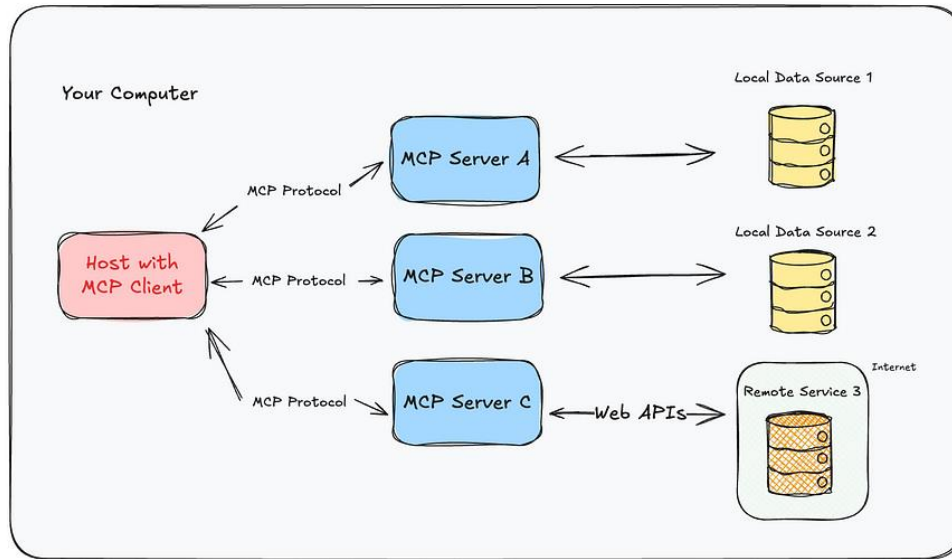 Your Computer
Local Data Source 1
MCP Server A
MCP Protocol
Local Data Source 2
Host with
MCP Client
MCP Protocol
MCP Server B
Internet
Remote Service 3
MCP Protocol
MCP Server C
Web APIs